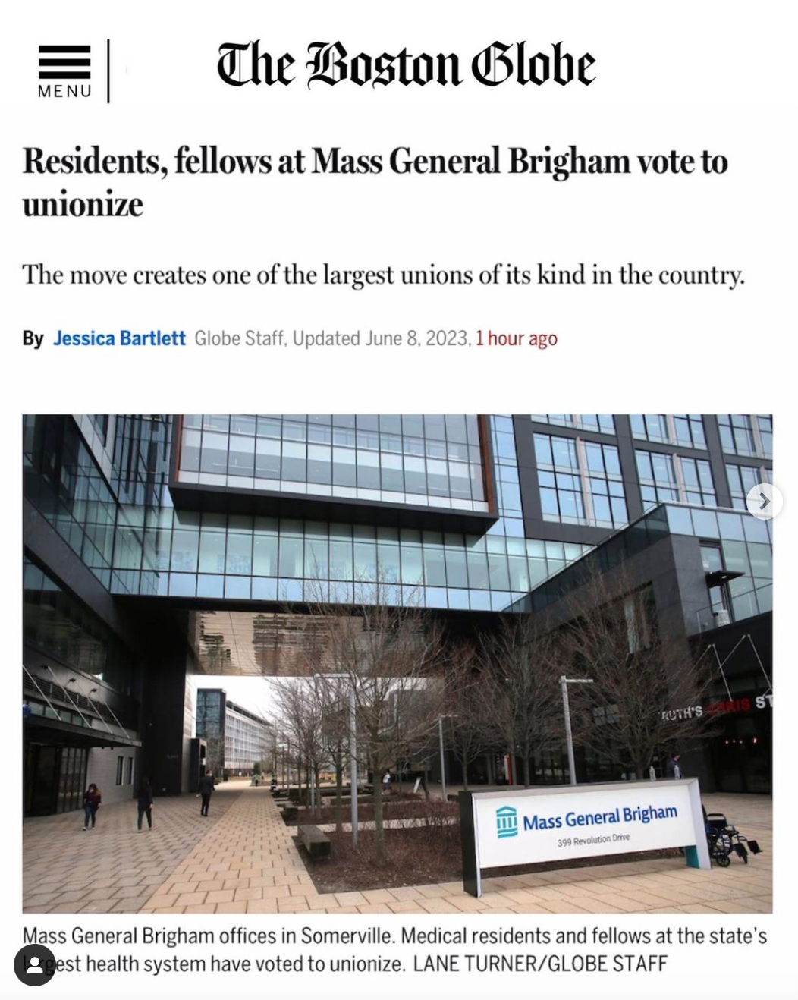 MENU
The Boston Globe
Residents, fellows at Mass General Brigham vote to
unionize
The move creates one of the largest unions of its kind in the country.
By Jessica Bartlett Globe Staff, Updated June 8, 2023, 1 hour ago
RUTH'S CHRIS ST
Mass General Brigham
399 Revolution Drive
Mass General Brigham offices in Somerville. Medical residents and fellows at the state's
largest health system have voted to unionize. LANE TURNER/GLOBE STAFF